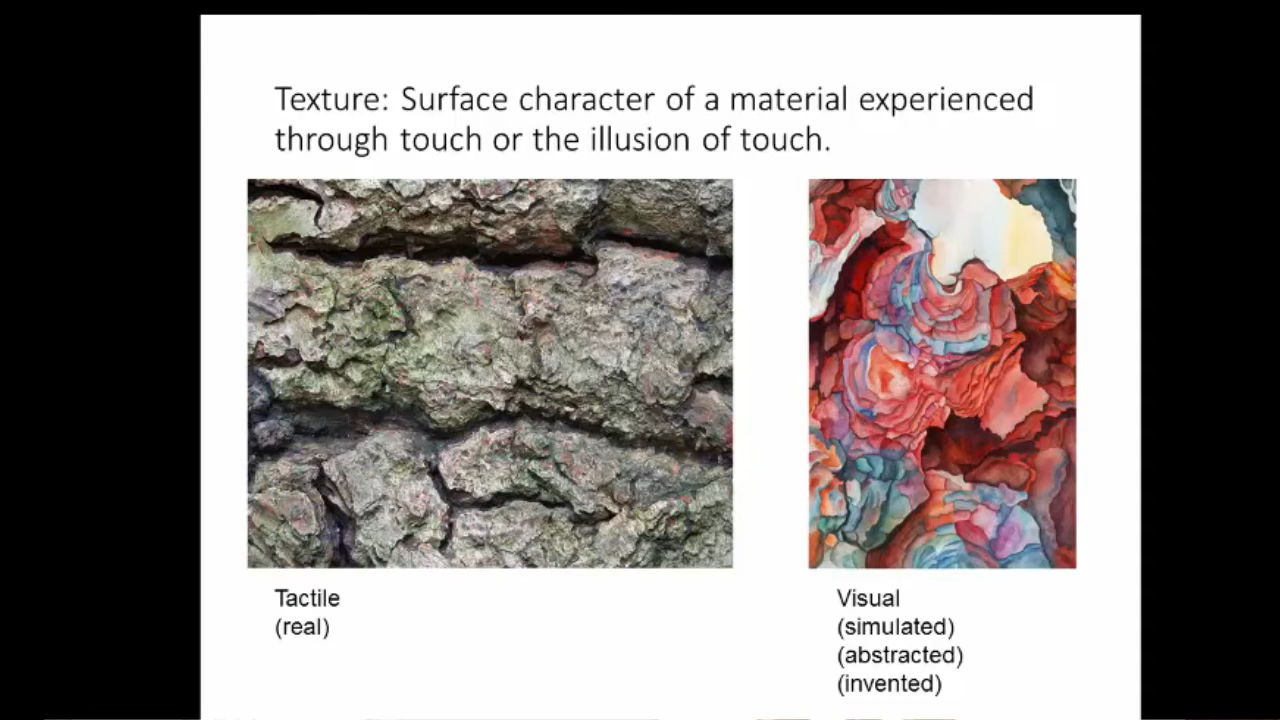 Texture: Surface character of a material experienced
through touch or the illusion of touch.
Tactile
(real)
Visual
(simulated)
(abstracted)
(invented)